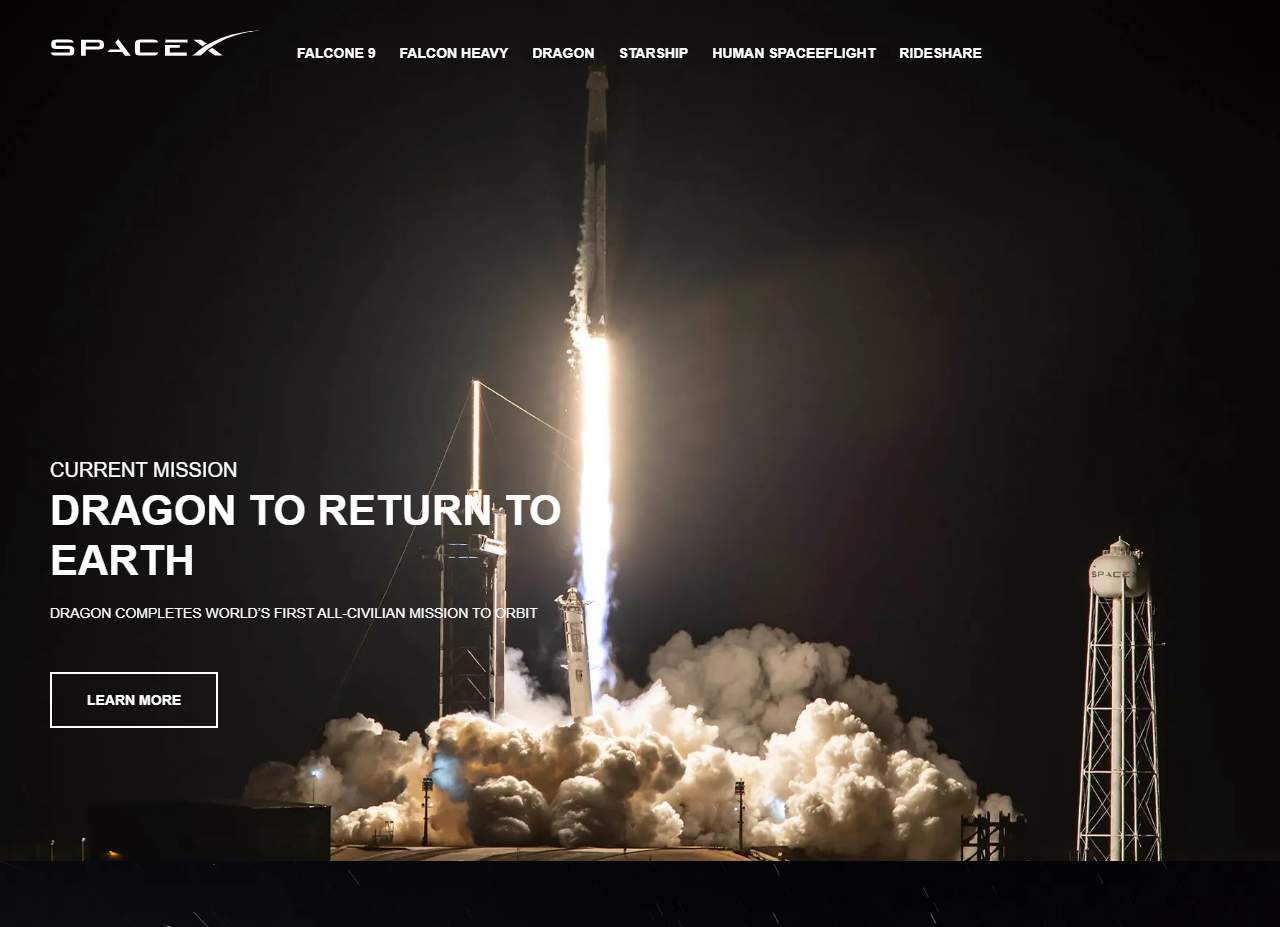 SPACEX
FALCONE 9 FALCON HEAVY DRAGON STARSHIP HUMAN SPACEEFLIGHT RIDESHARE
CURRENT MISSION
DRAGON TO RETURN TO
EARTH
DRAGON COMPLETES WORLD’S FIRST ALL-CIVILIAN MISSION TO ORBIT
SPACEX
LEARN MORE